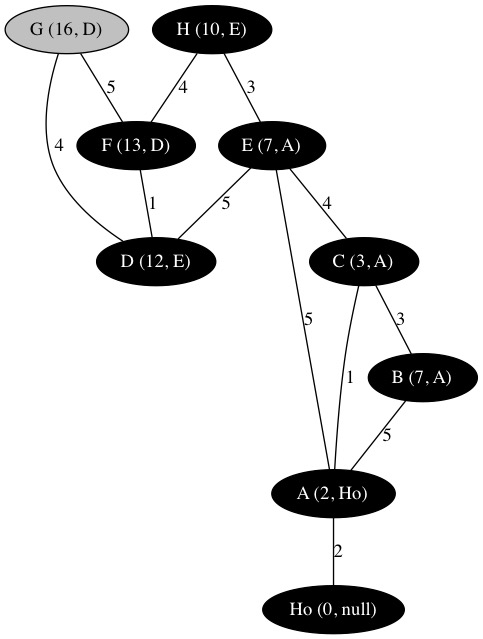 G (16, D)
H (10, E)
5
4
3
4
F (13, D)
E (7, A)
1
5
4
D (12, E)
C (3, A)
5
1
3
B (7, A)
5
A (2, Ho)
2
Ho (0, null)